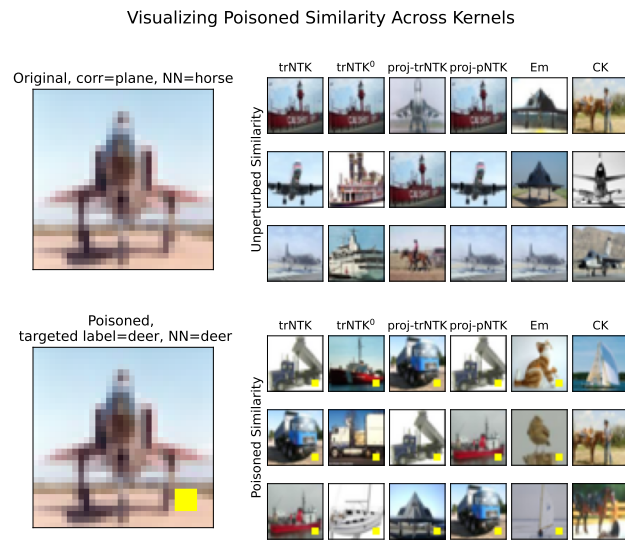 Visualizing Poisoned Similarity Across Kernels
Original, corr=plane, NN=horse
trNTK trNTK⁰ proj-trNTK proj-pNTK Em CK
Unperturbed Similarity
Poisoned,
targeted label=deer, NN=deer
trNTK trNTK⁰ proj-trNTK proj-pNTK Em CK
Poisoned Similarity